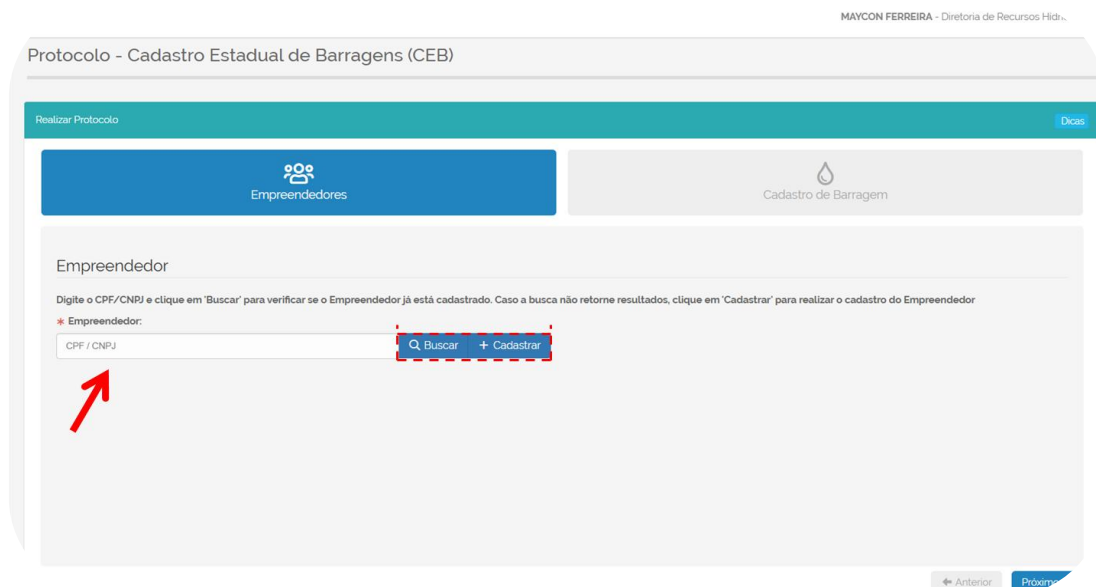 MAYCON FERREIRA - Diretoria de Recursos
Protocolo - Cadastro Estadual de Barragens (CEB)
Realizar Protocolo
Dicas
Empreendedores
Cadastro de Barragem
Empreendedor
Digite o CPF/CNPJ e clique em 'Buscar' para verificar se o Empreendedor já está cadastrado. Caso a busca não retorne resultados, clique em 'Cadastrar' para realizar o cadastro do Empreendedor
* Empreendedor:
CPF / CNPJ
Buscar
+ Cadastrar
Anterior